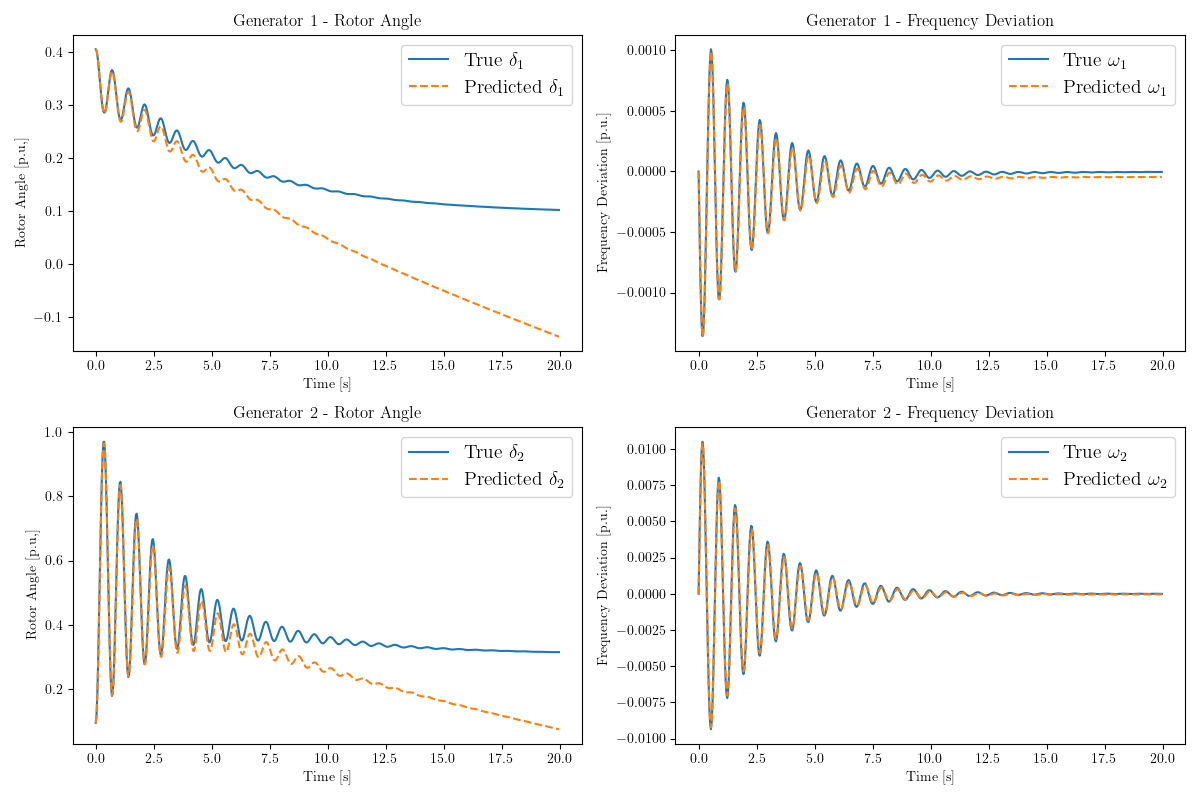 Generator 1 - Rotor Angle
Rotor Angle [p.u,]
0.4
0.3
0.2
0.1
0.0
−0.1
True δ₁
Predicted δ₁
0.0 2.5 5.0 7.5 10.0 12.5 15.0 17.5 20.0
Time [s]
Generator 1 - Frequency Deviation
Frequency Deviation [p.u.]
0.0010
0.0005
0.0000
−0.0005
−0.0010
True ω₁
Predicted ω₁
0.0 2.5 5.0 7.5 10.0 12.5 15.0 17.5 20.0
Time [s]
Generator 2 - Rotor Angle
Rotor Angle [p.u,]
1.0
0.8
0.6
0.4
0.2
True δ₂
Predicted δ₂
0.0 2.5 5.0 7.5 10.0 12.5 15.0 17.5 20.0
Time [s]
Generator 2 - Frequency Deviation
Frequency Deviation [p.u.]
0.0100
0.0075
0.0050
0.0025
0.0000
−0.0025
−0.0050
−0.0075
−0.0100
True ω₂
Predicted ω₂
0.0 2.5 5.0 7.5 10.0 12.5 15.0 17.5 20.0
Time [s]